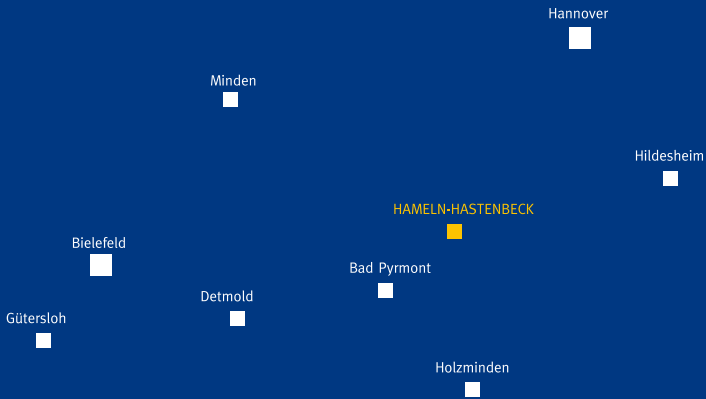 Hannover
Minden
Hildesheim
HAMELN-HASTENBECK
Bielefeld
Bad Pyrmont
Detmold
Gütersloh
Holzminden